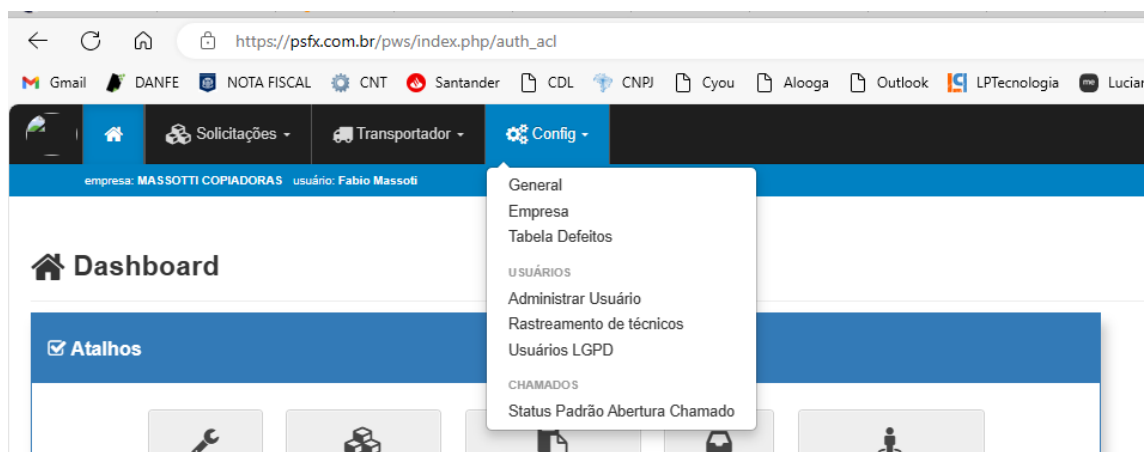 https://psfx.com.br/pws/index.php/auth_acl
Gmail DANFE NOTA FISCAL CNT Santander CDL CNPJ Cyou Alooga Outlook LPTecnologia me Lucian
Solicitações Transportador Config
empresa: MASSOTTI COPIADORAS usuário: Fabio Massoti
General
Empresa
Tabela Defeitos
USUÁRIOS
Administrar Usuário
Rastreamento de técnicos
Usuários LGPD
CHAMADOS
Status Padrão Abertura Chamado
Dashboard
Atalhos